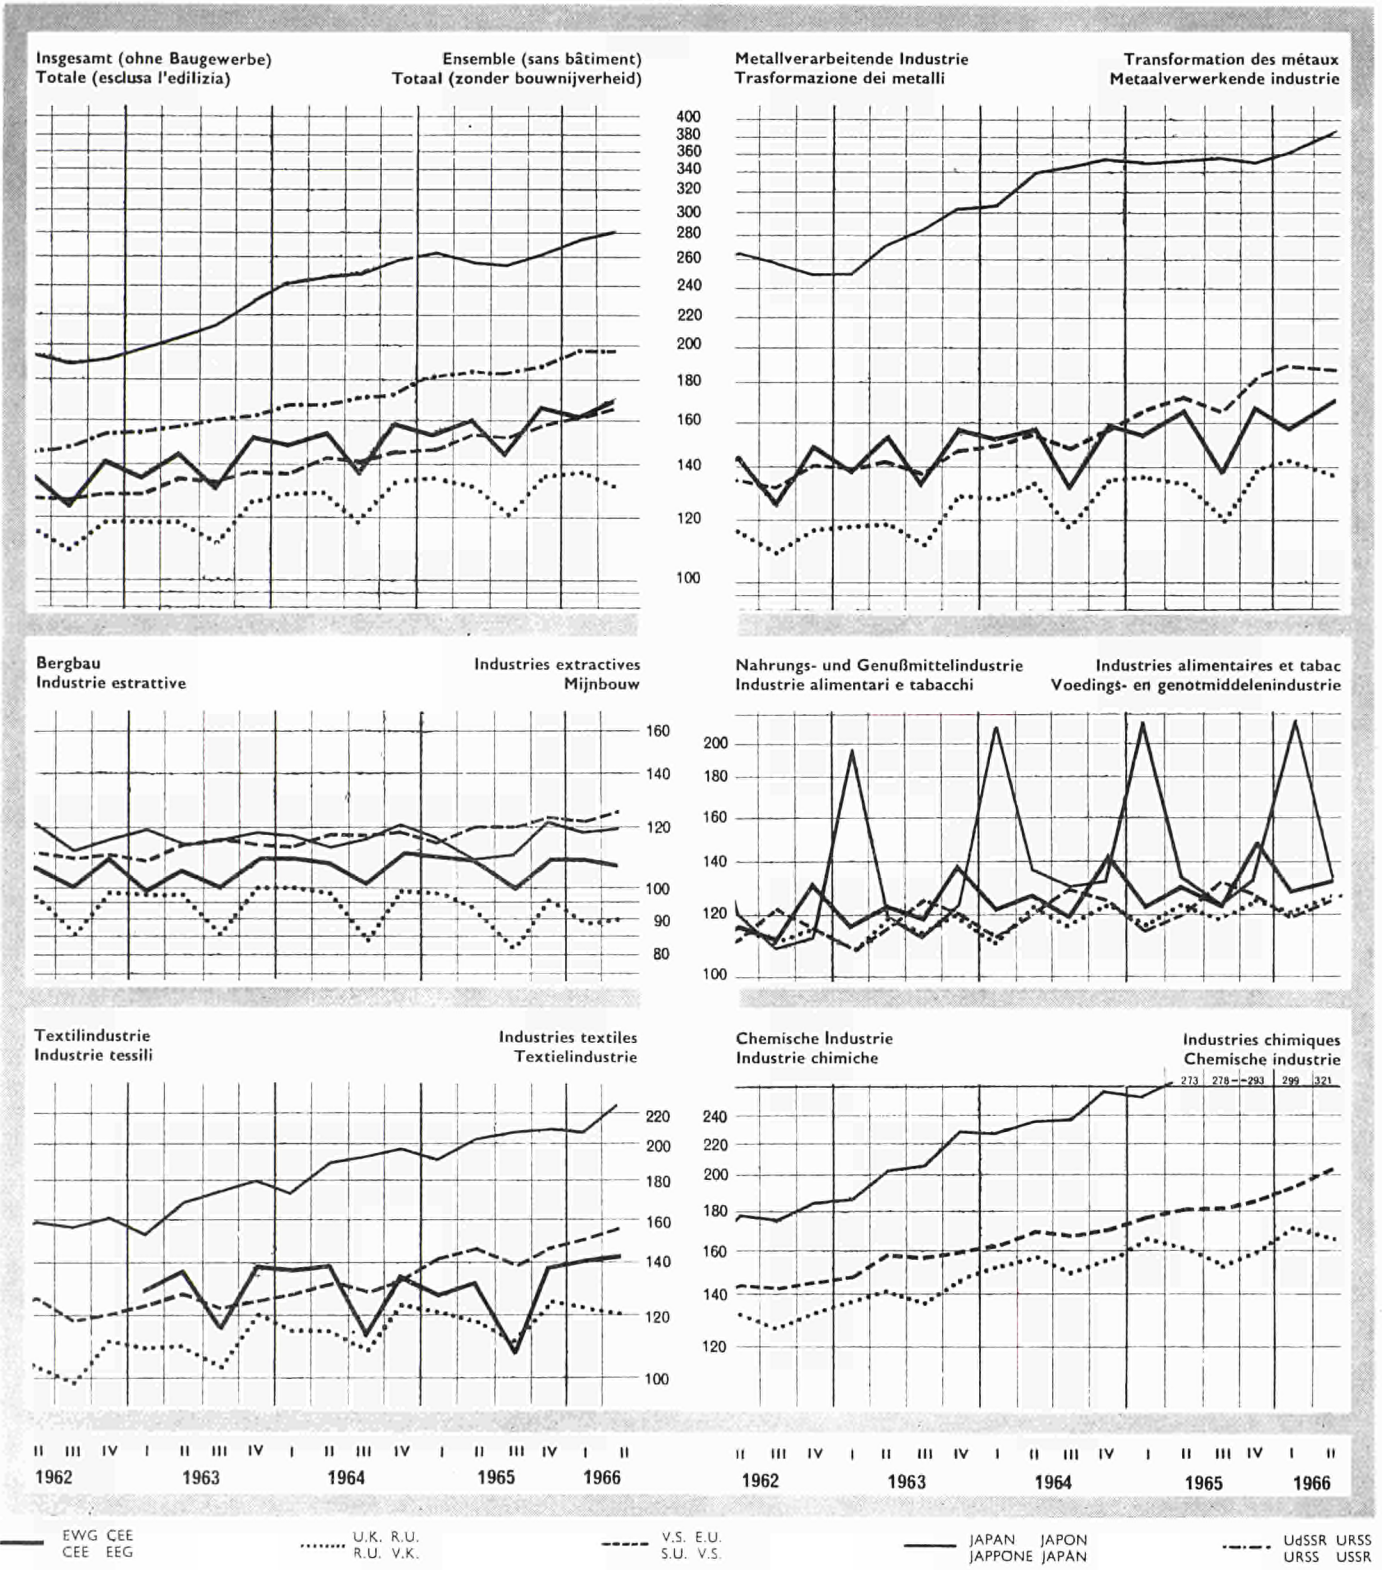 Insgesamt (ohne Baugewerbe) Ensemble (sans bâtiment)
Totale (esclusa l'edilizia) Totaal (zonder bouwnijverheid)
Metallverarbeitende Industrie Transformation des métaux
Trasformazione dei metalli Metaalverwerkende industrie
400
380
360
340
320
300
280
260
240
220
200
180
160
140
120
100
Bergbau Industries extractives
Industrie estrattive Mijnbouw
160
140
120
100
90
80
Nahrungs- und Genußmittelindustrie Industries alimentaires et tabac
Industrie alimentari e tabacchi Voedings- en genotmiddelenindustrie
200
180
160
140
120
100
Textilindustrie Industries textiles
Industrie tessili Textielindustrie
220
200
180
160
140
120
100
Chemische Industrie Industries chimiques
Industrie chimiche Chemische industrie
273 278--293 299 321
240
220
200
180
160
140
120
II III IV I II III IV I II III IV I II III IV I II
1962 1963 1964 1965 1966
II III IV I II III IV I II III IV I II III IV I II
1962 1963 1964 1965 1966
EWG CEE U.K. R.U. V.S. E.U. JAPAN JAPON UdSSR URSS
CEE EEG R.U. V.K. S.U. V.S. JAPPONE JAPAN URSS USSR